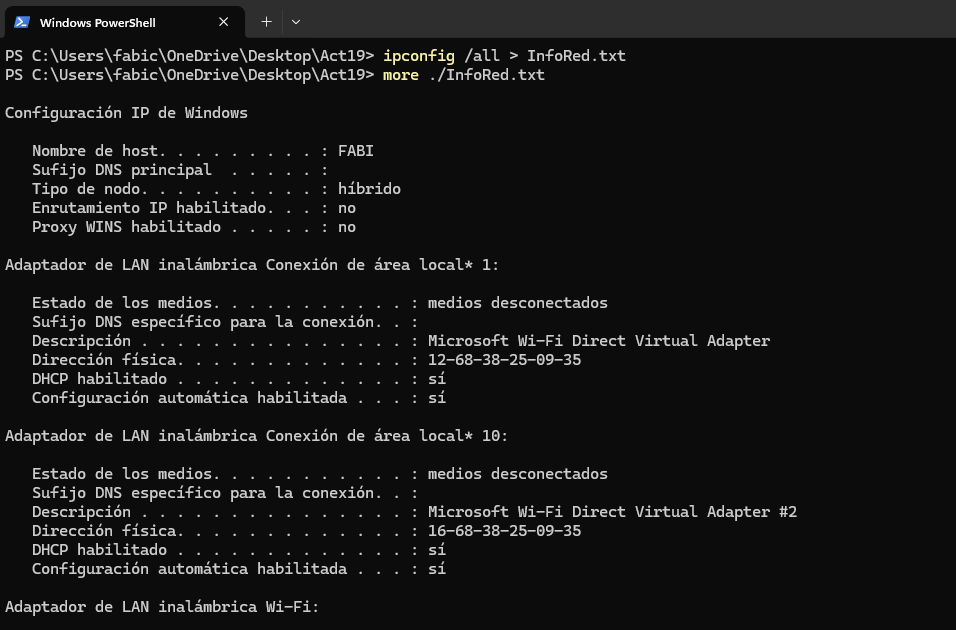 Windows PowerShell
PS C:\Users\fabic\OneDrive\Desktop\Act19> ipconfig /all > InfoRed.txt
PS C:\Users\fabic\OneDrive\Desktop\Act19> more ./InfoRed.txt
Configuración IP de Windows
Nombre de host. . . . . . . . . : FABI
Sufijo DNS principal  . . . . . :
Tipo de nodo. . . . . . . . . . : híbrido
Enrutamiento IP habilitado. . . : no
Proxy WINS habilitado . . . . . : no
Adaptador de LAN inalámbrica Conexión de área local* 1:
Estado de los medios. . . . . . . . . . . : medios desconectados
Sufijo DNS específico para la conexión. . :
Descripción . . . . . . . . . . . . . . . : Microsoft Wi-Fi Direct Virtual Adapter
Dirección física. . . . . . . . . . . . . : 12-68-38-25-09-35
DHCP habilitado . . . . . . . . . . . . . : sí
Configuración automática habilitada . . . : sí
Adaptador de LAN inalámbrica Conexión de área local* 10:
Estado de los medios. . . . . . . . . . . : medios desconectados
Sufijo DNS específico para la conexión. . :
Descripción . . . . . . . . . . . . . . . : Microsoft Wi-Fi Direct Virtual Adapter #2
Dirección física. . . . . . . . . . . . . : 16-68-38-25-09-35
DHCP habilitado . . . . . . . . . . . . . : sí
Configuración automática habilitada . . . : sí
Adaptador de LAN inalámbrica Wi-Fi: